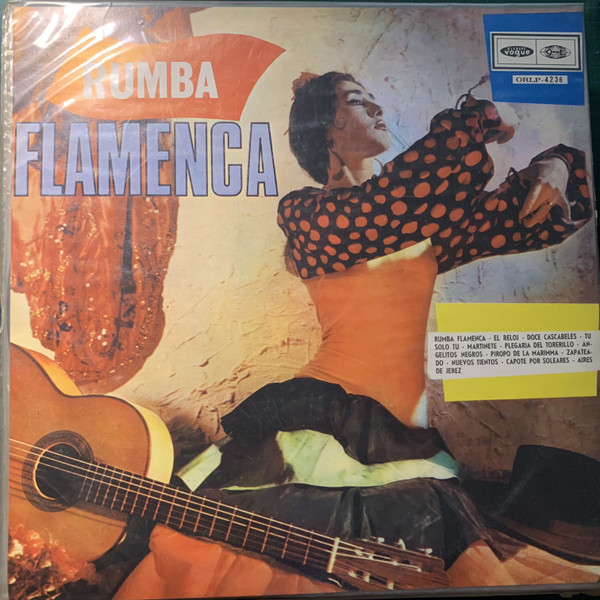 RUMBA
FLAMENCA
vogue
ORLP-4236
RUMBA FLAMENCA - EL RELOJ - DOCE CASCABELES - TU
SOLO TU - MARTINETE - PLEGARIA DEL TORERILLO - AN-
GELITOS NEGROS - PIROPO DE LA MARIMMA - ZAPATEA-
DO - NUEVOS TIENTOS - CAPOTE POR SOLEARES - AIRES
DE JEREZ